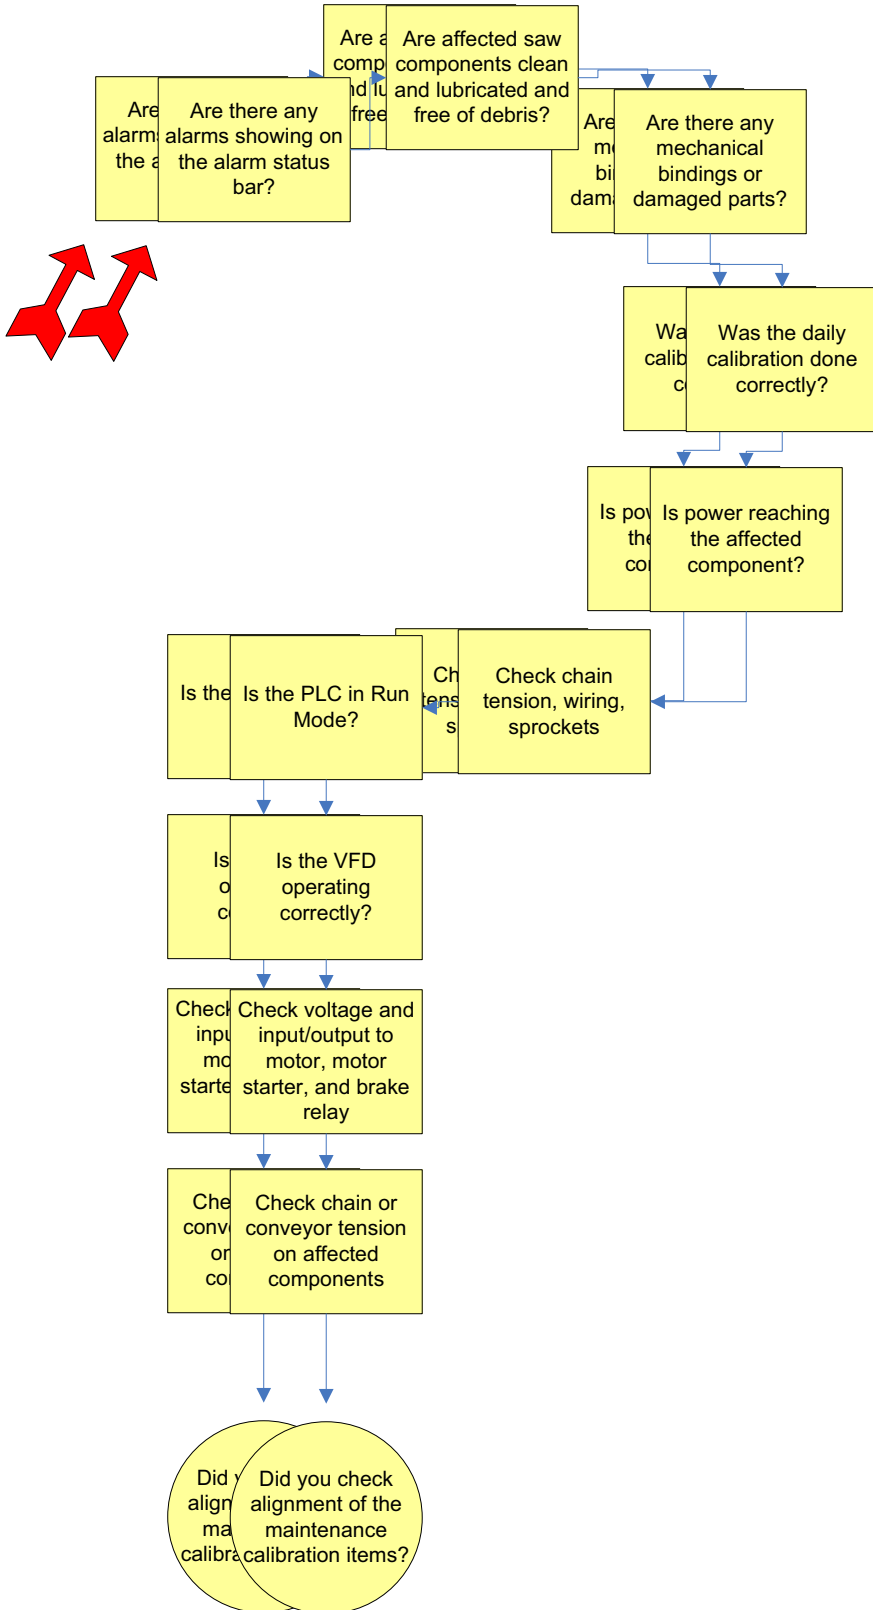 Are there any
alarms showing on
the alarm status
bar?
Are affected saw
components clean
and lubricated and
free of debris?
Are there any
mechanical
bindings or
damaged parts?
Was the daily
calibration done
correctly?
Is power reaching
the affected
component?
Check chain
tension, wiring,
sprockets
Is the PLC in Run
Mode?
Is the VFD
operating
correctly?
Check voltage and
input/output to
motor, motor
starter, and brake
relay
Check chain or
conveyor tension
on affected
components
Did you check
alignment of the
maintenance
calibration items?